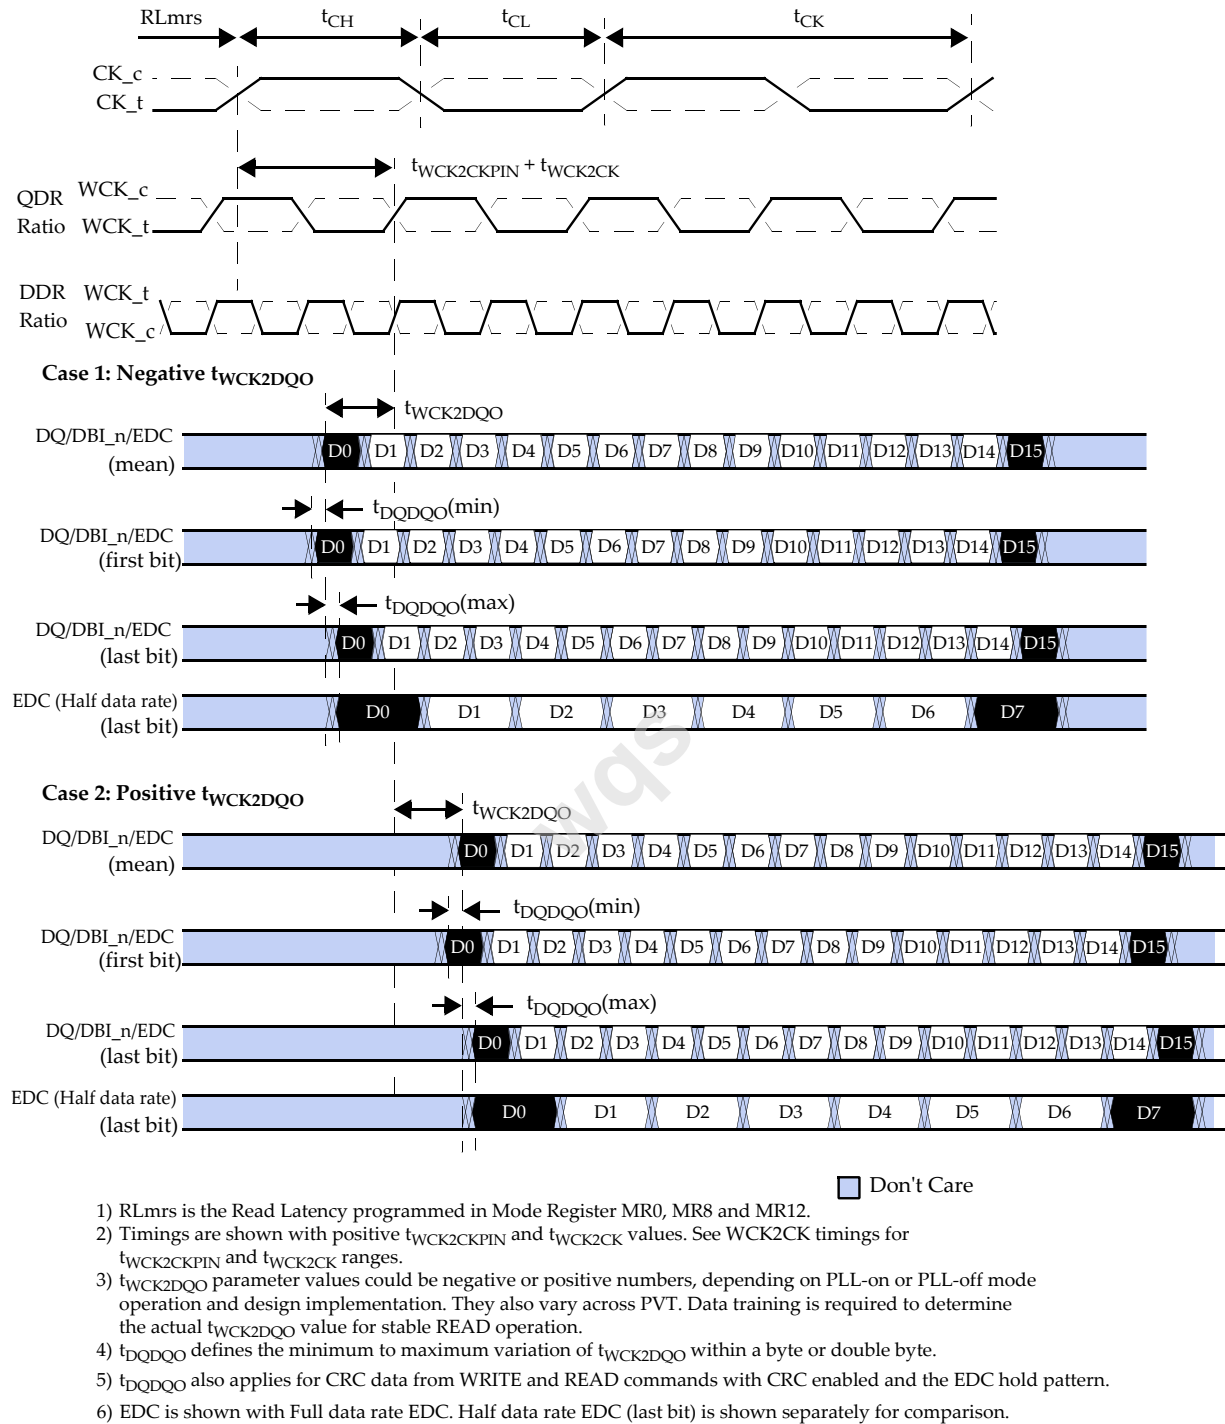 RLmrs tCH tCL tCK
CK_c
CK_t
tWCK2CKPIN + tWCK2CK
QDR WCK_c
Ratio WCK_t
DDR WCK_t
Ratio WCK_c
Case 1: Negative tWCK2DQO
tWCK2DQO
DQ/DBI_n/EDC
(mean)
D0 D1 D2 D3 D4 D5 D6 D7 D8 D9 D10 D11 D12 D13 D14 D15
tDQDQO(min)
DQ/DBI_n/EDC
(first bit)
D0 D1 D2 D3 D4 D5 D6 D7 D8 D9 D10 D11 D12 D13 D14 D15
tDQDQO(max)
DQ/DBI_n/EDC
(last bit)
D0 D1 D2 D3 D4 D5 D6 D7 D8 D9 D10 D11 D12 D13 D14 D15
EDC (Half data rate)
(last bit)
D0 D1 D2 D3 D4 D5 D6 D7
wqs
Case 2: Positive tWCK2DQO
tWCK2DQO
DQ/DBI_n/EDC
(mean)
D0 D1 D2 D3 D4 D5 D6 D7 D8 D9 D10 D11 D12 D13 D14 D15
tDQDQO(min)
DQ/DBI_n/EDC
(first bit)
D0 D1 D2 D3 D4 D5 D6 D7 D8 D9 D10 D11 D12 D13 D14 D15
tDQDQO(max)
DQ/DBI_n/EDC
(last bit)
D0 D1 D2 D3 D4 D5 D6 D7 D8 D9 D10 D11 D12 D13 D14 D15
EDC (Half data rate)
(last bit)
D0 D1 D2 D3 D4 D5 D6 D7
Don't Care
1) RLmrs is the Read Latency programmed in Mode Register MR0, MR8 and MR12.
2) Timings are shown with positive tWCK2CKPIN and tWCK2CK values. See WCK2CK timings for
tWCK2CKPIN and tWCK2CK ranges.
3) tWCK2DQO parameter values could be negative or positive numbers, depending on PLL-on or PLL-off mode
operation and design implementation. They also vary across PVT. Data training is required to determine
the actual tWCK2DQO value for stable READ operation.
4) tDQDQO defines the minimum to maximum variation of tWCK2DQO within a byte or double byte.
5) tDQDQO also applies for CRC data from WRITE and READ commands with CRC enabled and the EDC hold pattern.
6) EDC is shown with Full data rate EDC. Half data rate EDC (last bit) is shown separately for comparison.